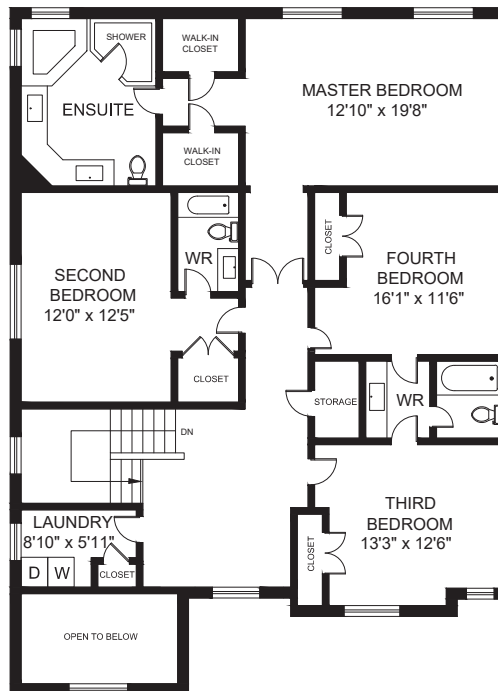 SHOWER
WALK-IN
CLOSET
ENSUITE
MASTER BEDROOM
12'10" x 19'8"
WALK-IN
CLOSET
WR
CLOSET
SECOND
BEDROOM
12'0" x 12'5"
FOURTH
BEDROOM
16'1" x 11'6"
CLOSET
STORAGE
WR
DN
THIRD
BEDROOM
13'3" x 12'6"
LAUNDRY
8'10" x 5'11"
D W
CLOSET
CLOSET
OPEN TO BELOW